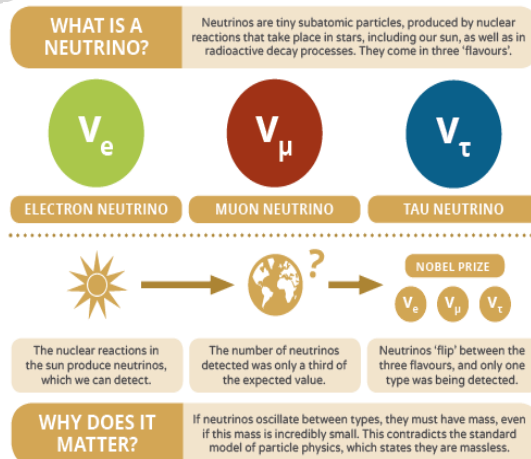 WHAT IS A
NEUTRINO?
Neutrinos are tiny subatomic particles, produced by nuclear
reactions that take place in stars, including our sun, as well as in
radioactive decay processes. They come in three ‘flavours’.
Ve
Vμ
Vτ
ELECTRON NEUTRINO
MUON NEUTRINO
TAU NEUTRINO
?
NOBEL PRIZE
Ve
Vμ
Vτ
The nuclear reactions in
the sun produce neutrinos,
which we can detect.
The number of neutrinos
detected was only a third of
the expected value.
Neutrinos ‘flip’ between the
three flavours, and only one
type was being detected.
WHY DOES IT
MATTER?
If neutrinos oscillate between types, they must have mass, even
if this mass is incredibly small. This contradicts the standard
model of particle physics, which states they are massless.